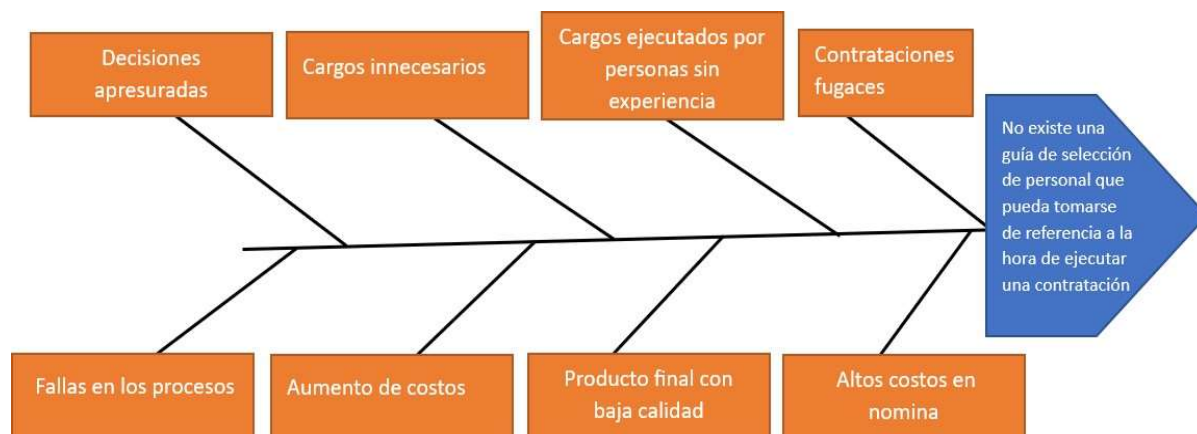 Decisiones
apresuradas
Cargos innecesarios
Cargos ejecutados por
personas sin
experiencia
Contrataciones
fugaces
No existe una
guía de selección
de personal que
pueda tomarse
de referencia a la
hora de ejecutar
una contratación
Fallas en los procesos
Aumento de costos
Producto final con
baja calidad
Altos costos en
nomina